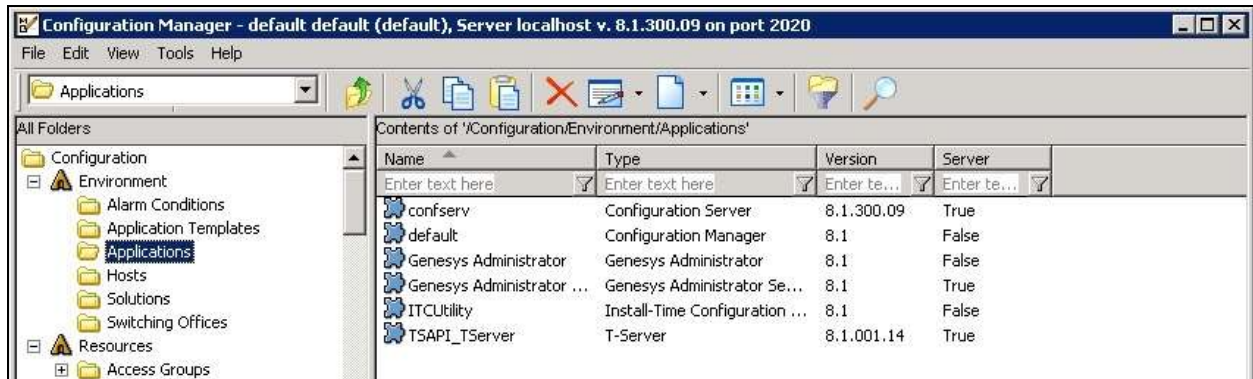 Configuration Manager - default default (default), Server localhost v. 8.1.300.09 on port 2020
File Edit View Tools Help
Applications
All Folders
Contents of '/Configuration/Environment/Applications'
Configuration
Environment
Alarm Conditions
Application Templates
Applications
Hosts
Solutions
Switching Offices
Resources
Access Groups
Name Type Version Server
Enter text here Enter text here Enter te... Enter te...
confserv Configuration Server 8.1.300.09 True
default Configuration Manager 8.1 False
Genesys Administrator Genesys Administrator 8.1 False
Genesys Administrator ... Genesys Administrator Se... 8.1 True
ITCUtility Install-Time Configuration ... 8.1 False
TSAPI_TServer T-Server 8.1.001.14 True